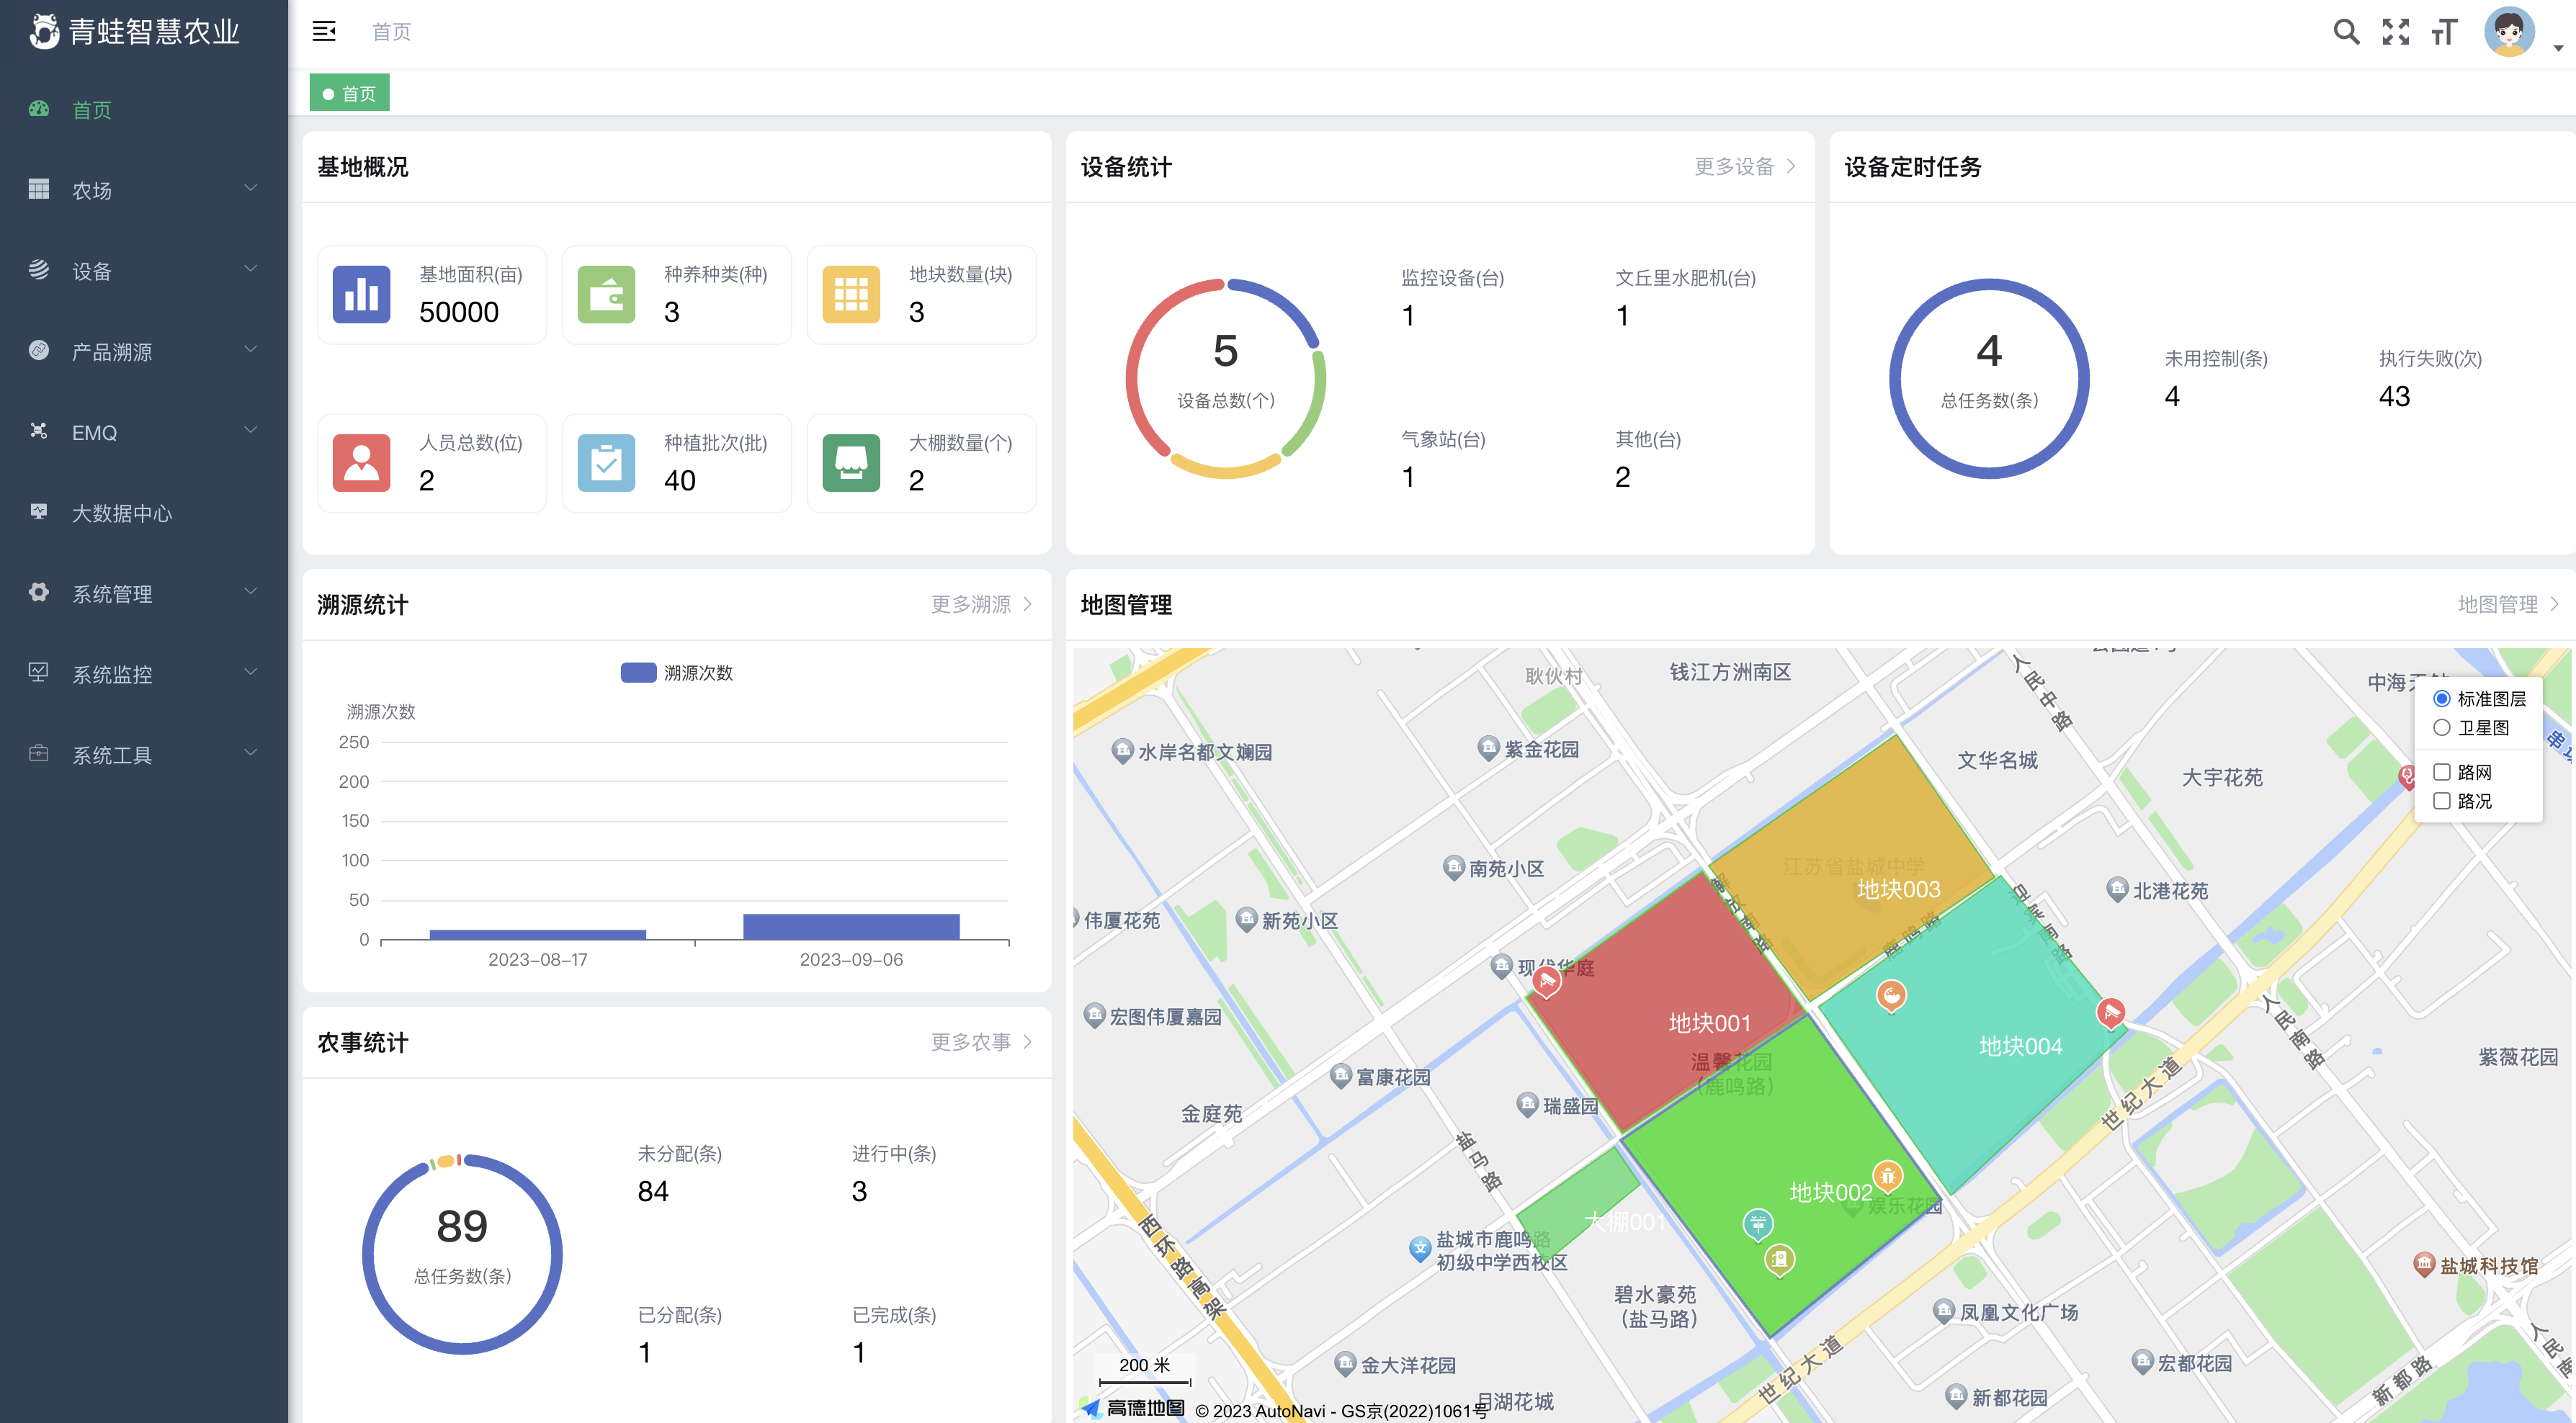 青蛙智慧农业
首页
农场
设备
产品溯源
EMQ
大数据中心
系统管理
系统监控
系统工具
首页
首页
基地概况
基地面积(亩)
50000
种养种类(种)
3
地块数量(块)
3
人员总数(位)
2
种植批次(批)
40
大棚数量(个)
2
设备统计
更多设备
5
设备总数(个)
监控设备(台)
1
文丘里水肥机(台)
1
气象站(台)
1
其他(台)
2
设备定时任务
4
总任务数(条)
未用控制(条)
4
执行失败(次)
43
溯源统计
更多溯源
溯源次数
溯源次数
250
200
150
100
50
0
2023-08-17
2023-09-06
农事统计
更多农事
89
总任务数(条)
未分配(条)
84
进行中(条)
3
已分配(条)
1
已完成(条)
1
地图管理
地图管理
耿伙村
钱江方洲南区
人民中路
标准图层
卫星图
路网
路况
水岸名都文斓园
紫金花园
文华名城
大宇花苑
江苏省盐城中学
地块003
南苑小区
北港花苑
伟厦花苑
新苑小区
鹿鸣路
现代华庭
宏图伟厦嘉园
地块001
地块004
温馨花园
(鹿鸣路)
人民南路
紫薇花园
富康花园
金庭苑
瑞盛园
世纪大道
盐马路
地块002
娱乐花园
大棚001
盐城市鹿鸣路
初级中学西校区
西环路高架
盐城科技馆
碧水豪苑
(盐马路)
凤凰文化广场
世纪大道
宏都花园
新都路
金大洋花园
新都花园
200 米
高德地图
© 2023 AutoNavi - GS京(2022)1061号
月湖花城